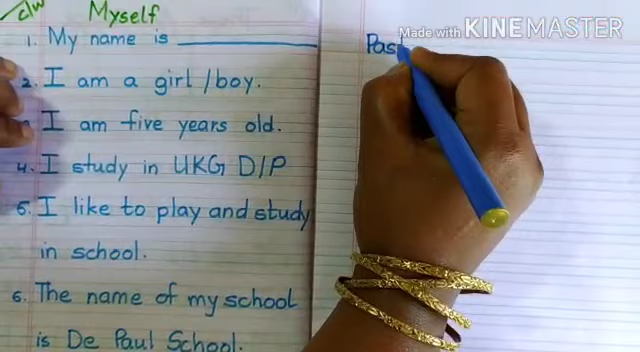 c/w Myself
1. My name is
2. I am a girl / boy.
I am five years old.
4. I study in UKG D/P
5. I like to play and study
in school.
6. The name of my school
is De Paul School.
Made with KINEMASTER
Pas